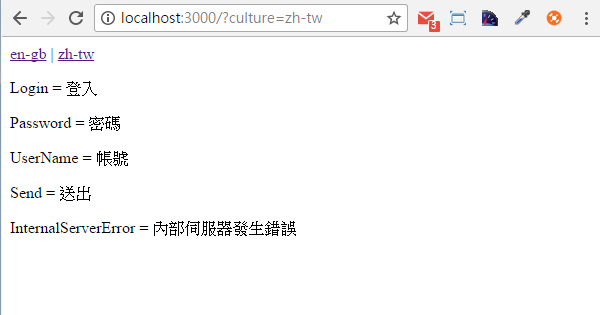 localhost:3000/?culture=zh-tw
3
en-gb | zh-tw
Login = 登入
Password = 密碼
UserName = 帳號
Send = 送出
InternalServerError = 內部伺服器發生錯誤